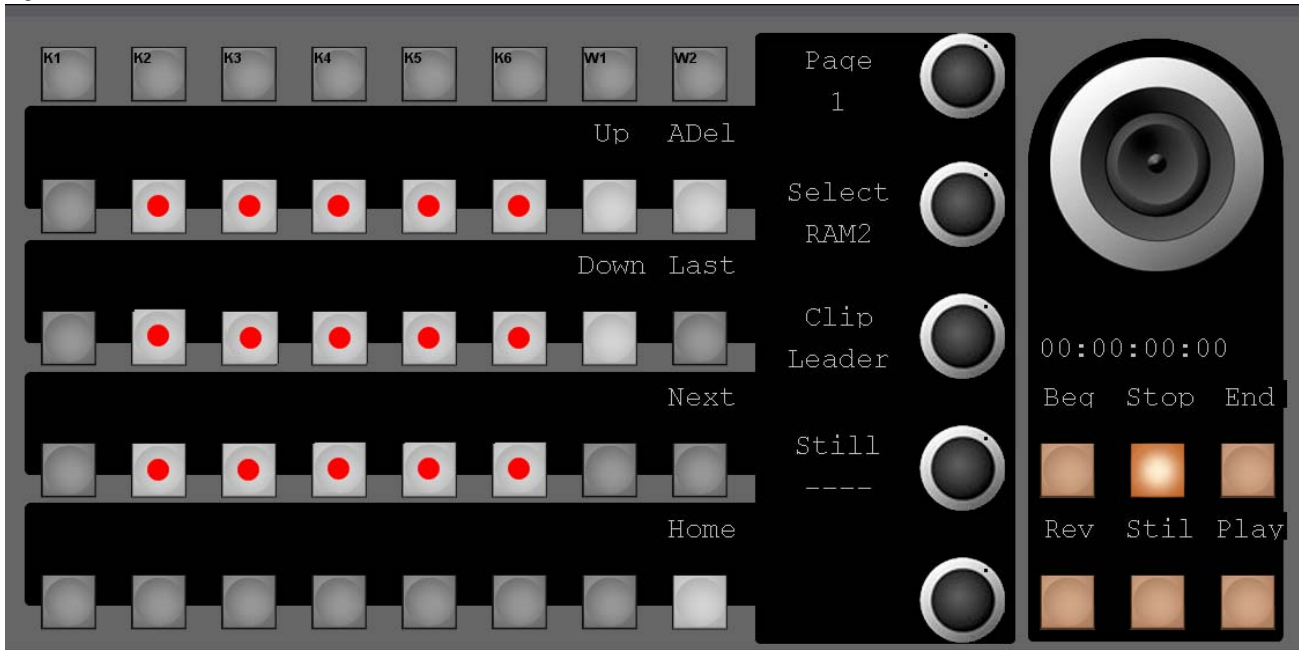 K1 K2 K3 K4 K5 K6 W1 W2
Page
1
Up ADel
Select
RAM2
Down Last
Clip
Leader
00:00:00:00
Next
Beg Stop End
Still
----
Home
Rev Stil Play